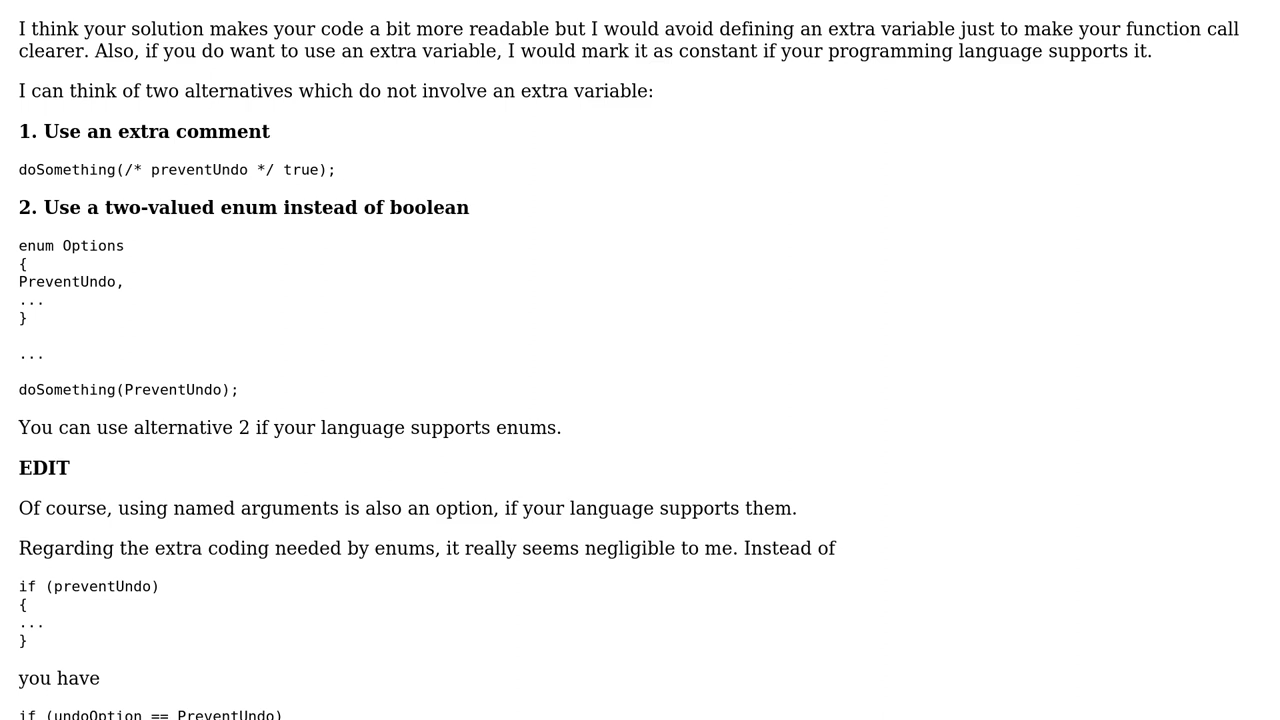 I think your solution makes your code a bit more readable but I would avoid defining an extra variable just to make your function call
clearer. Also, if you do want to use an extra variable, I would mark it as constant if your programming language supports it.
I can think of two alternatives which do not involve an extra variable:
1. Use an extra comment
doSomething(/* preventUndo */ true);
2. Use a two-valued enum instead of boolean
enum Options
{
PreventUndo,
...
}
...
doSomething(PreventUndo);
You can use alternative 2 if your language supports enums.
EDIT
Of course, using named arguments is also an option, if your language supports them.
Regarding the extra coding needed by enums, it really seems negligible to me. Instead of
if (preventUndo)
{
...
}
you have
if (undoOption == PreventUndo)